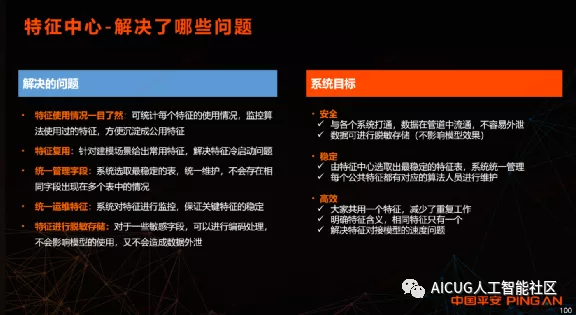 特征中心-解决了哪些问题
解决的问题
• 特征使用情况一目了然：可统计每个特征的使用情况，监控算
法使用过的特征，方便沉淀成公用特征
• 特征复用：针对建模场景给出常用特征，解决特征冷启动问题
• 统一管理字段：系统选取最稳定的表，统一维护，不会存在相
同字段出现在多个表中的情况
• 统一运维特征：系统对特征进行监控，保证关键特征的稳定
• 特征进行脱敏存储：对于一些敏感字段，可以进行编码处理，
不会影响模型的使用，又不会造成数据外泄
系统目标
• 安全
✓ 与各个系统打通，数据在管道中流通，不容易外泄
✓ 数据可进行脱敏存储（不影响模型效果）
• 稳定
✓ 由特征中心选取出最稳定的特征表，系统统一管理
✓ 每个公共特征都有对应的算法人员进行维护
• 高效
✓ 大家共用一个特征，减少了重复工作
✓ 明确特征含义，相同特征只有一个
✓ 解决特征对接模型的速度问题
AICUG人工智能社区
中国平安 PING AN
100